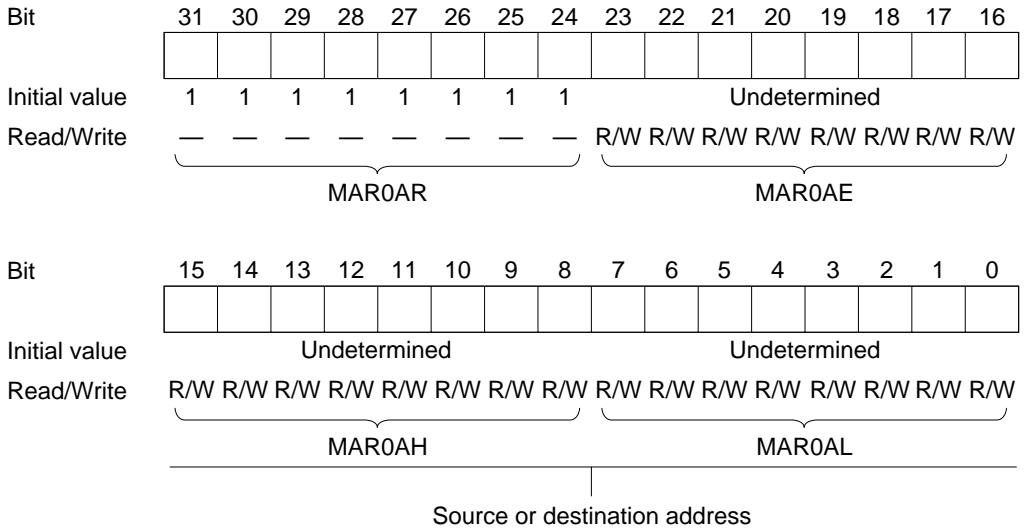 Bit 31 30 29 28 27 26 25 24 23 22 21 20 19 18 17 16
Initial value 1 1 1 1 1 1 1 1 Undetermined
Read/Write — — — — — — — — R/W R/W R/W R/W R/W R/W R/W R/W
MAR0AR MAR0AE
Bit 15 14 13 12 11 10 9 8 7 6 5 4 3 2 1 0
Initial value Undetermined Undetermined
Read/Write R/W R/W R/W R/W R/W R/W R/W R/W R/W R/W R/W R/W R/W R/W R/W R/W
MAR0AH MAR0AL
Source or destination address